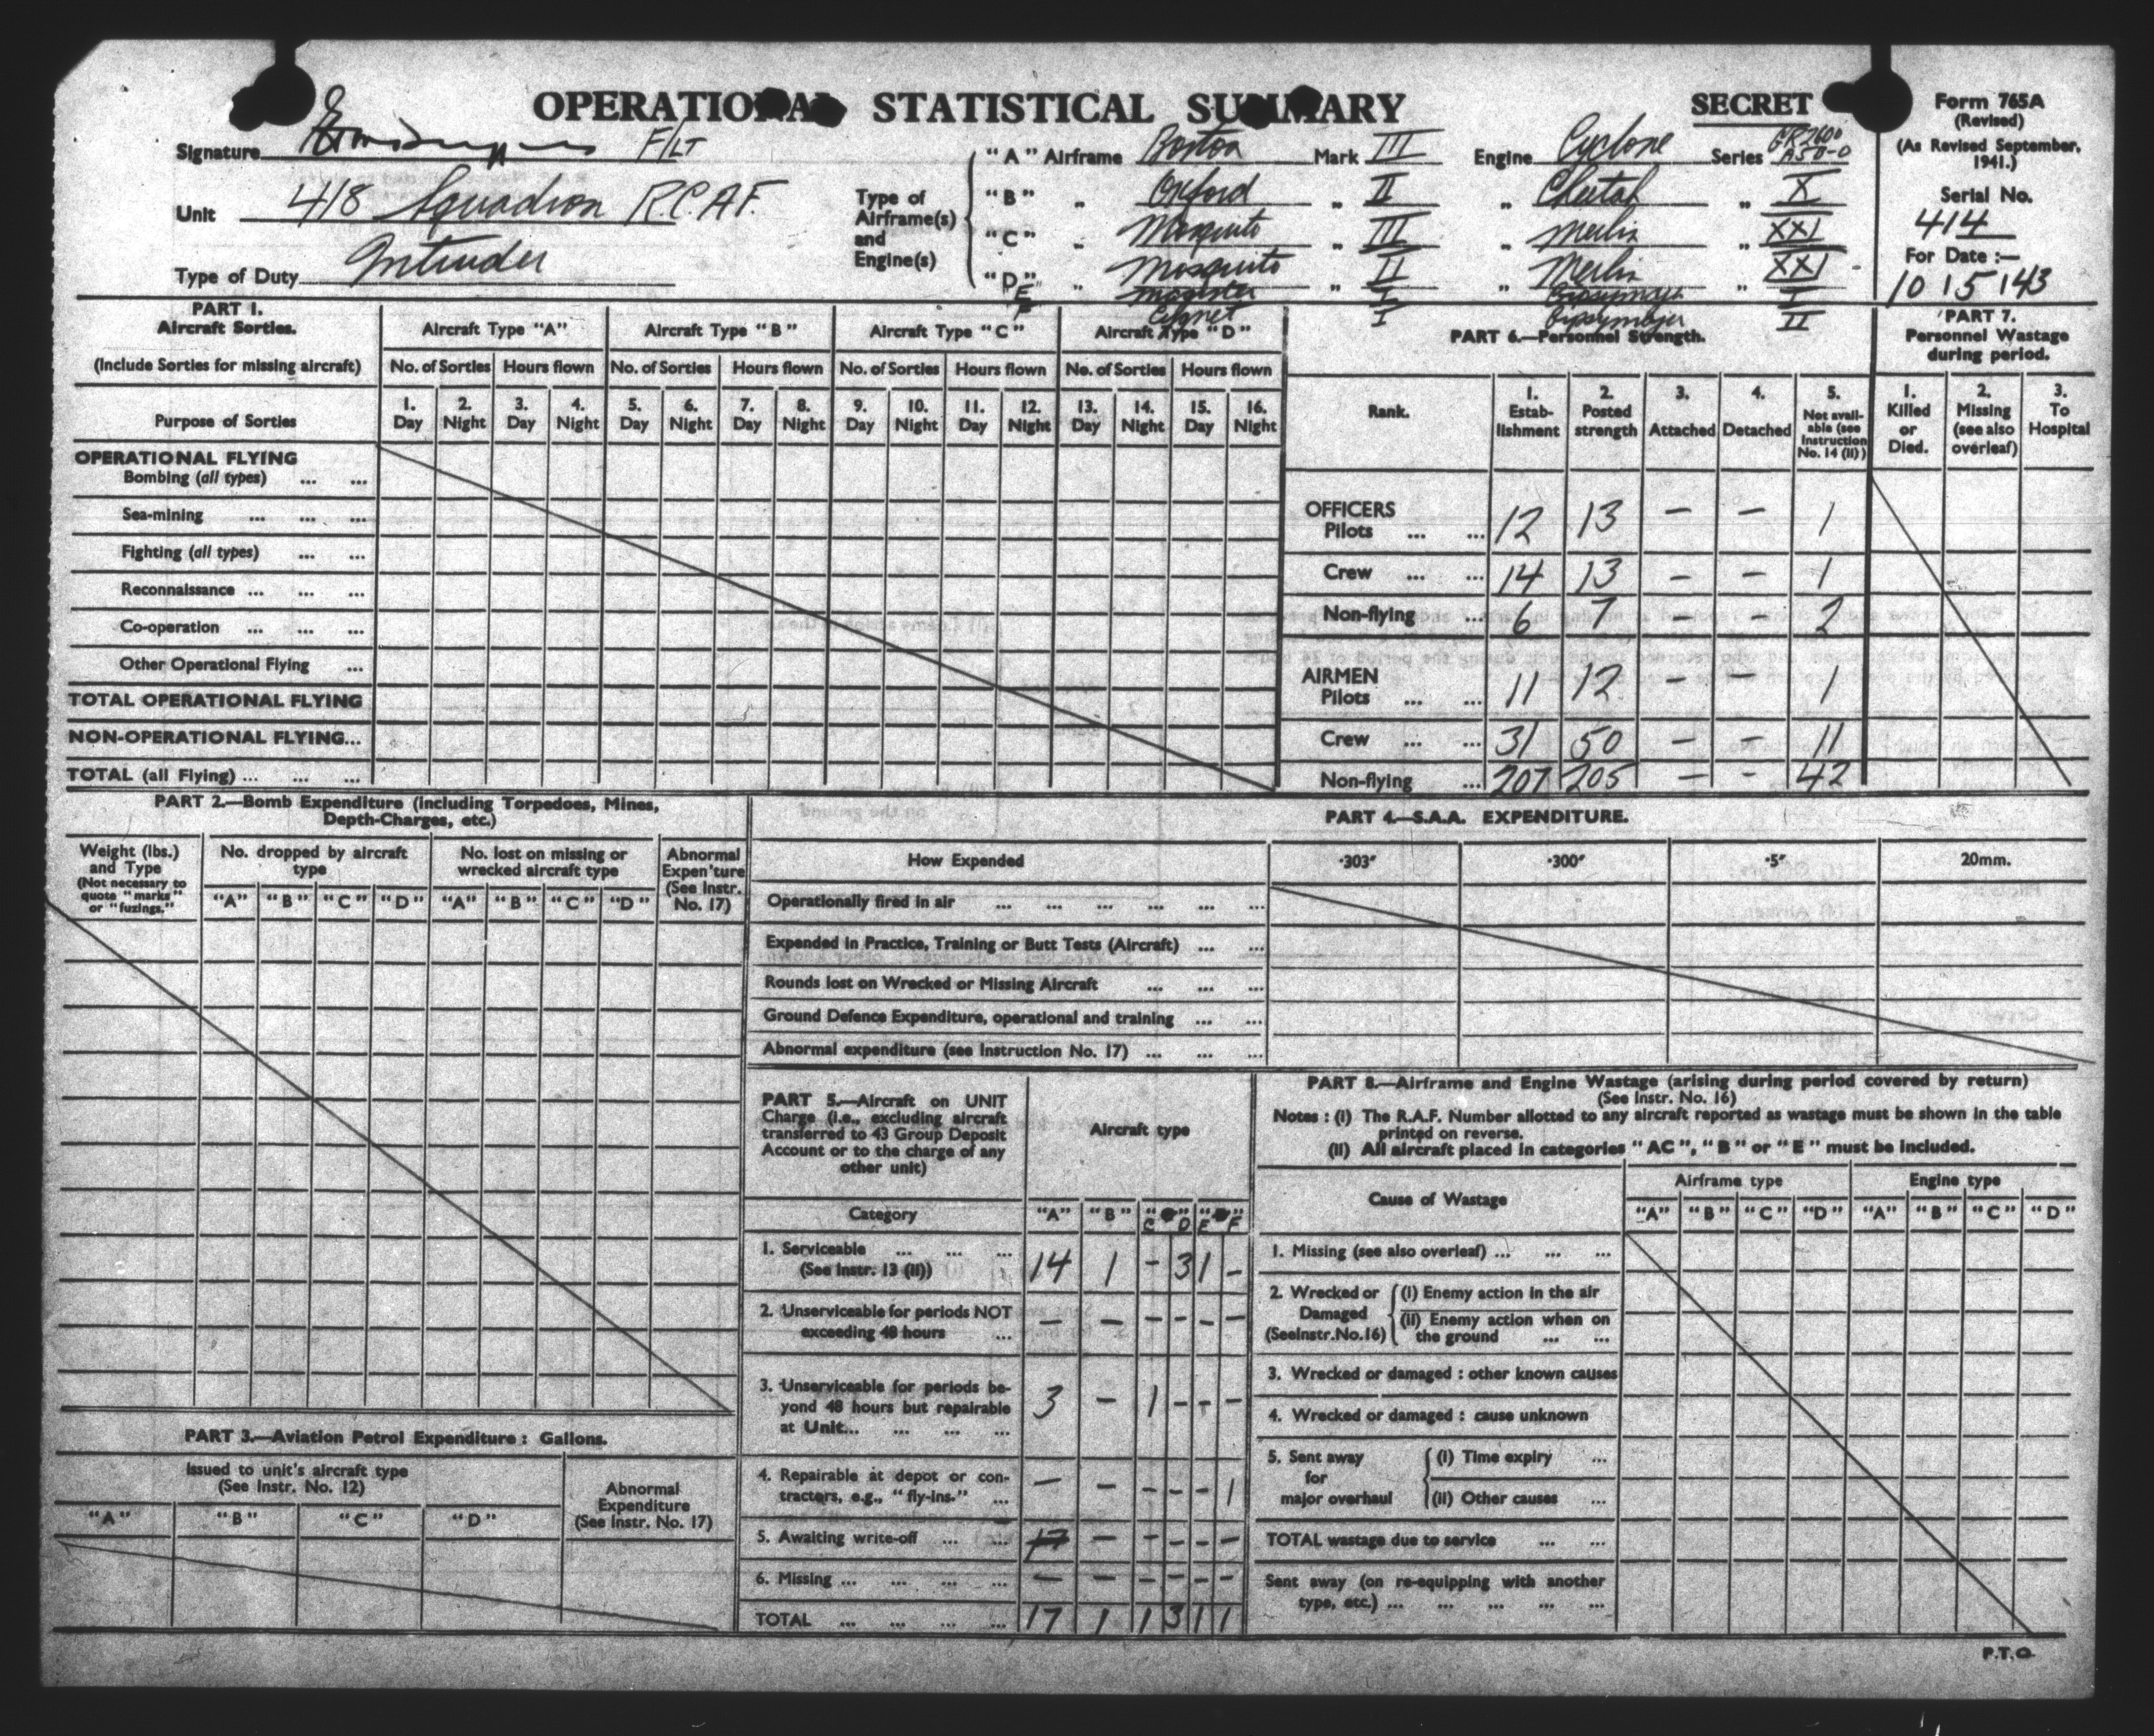 OPERATIONAL STATISTICAL SUMMARY
SECRET
Form 765A
(Revised)
(As Revised September, 1941.)
Signature F/LT
Unit 418 Squadron R.C.A.F.
Type of Duty Intruder
Type of Airframe(s) and Engine(s)
"A" Airframe Boston Mark III Engine Cyclone Series GR2600 A50-0
"B" „ Oxford „ II „ Cheetah „ X
"C" „ Mosquito „ III „ Merlin „ XXI
"D" „ Mosquito „ II „ Merlin „ XXI
E Magister I Gipsymajor I
F Cygnet I Gipsymajor II
Serial No.
414
For Date :—
10 15 143
PART 1.
Aircraft Sorties.
(Include Sorties for missing aircraft)
Aircraft Type "A" Aircraft Type "B" Aircraft Type "C" Aircraft Type "D"
No. of Sorties Hours flown No. of Sorties Hours flown No. of Sorties Hours flown No. of Sorties Hours flown
Purpose of Sorties
1. Day 2. Night 3. Day 4. Night 5. Day 6. Night 7. Day 8. Night 9. Day 10. Night 11. Day 12. Night 13. Day 14. Night 15. Day 16. Night
OPERATIONAL FLYING
Bombing (all types) ... ...
Sea-mining ... ... ...
Fighting (all types) ... ...
Reconnaissance ... ... ...
Co-operation ... ... ...
Other Operational Flying ...
TOTAL OPERATIONAL FLYING
NON-OPERATIONAL FLYING...
TOTAL (all Flying) ... ... ...
PART 6.—Personnel Strength.
Rank. 1. Estab-lishment 2. Posted strength 3. Attached 4. Detached 5. Not avail-able (see Instruction No. 14 (ii))
OFFICERS
Pilots ... ... 12 13 — — 1
Crew ... ... 14 13 — — 1
Non-flying ... 6 7 — — 2
AIRMEN
Pilots ... ... 11 12 — — 1
Crew ... ... 31 50 — — 11
Non-flying ... 207 205 — - 42
PART 7.
Personnel Wastage during period.
1. Killed or Died. 2. Missing (see also overleaf) 3. To Hospital
PART 2.—Bomb Expenditure (including Torpedoes, Mines, Depth-Charges, etc.)
Weight (lbs.) and Type (Not necessary to quote "marks" or "fuzings.")
No. dropped by aircraft type
No. lost on missing or wrecked aircraft type
Abnormal Expen'ture (See Instr. No. 17)
"A" "B" "C" "D" "A" "B" "C" "D"
PART 3.—Aviation Petrol Expenditure : Gallons.
Issued to unit's aircraft type
(See Instr. No. 12)
Abnormal Expenditure (See Instr. No. 17)
"A" "B" "C" "D"
PART 4.—S.A.A. EXPENDITURE.
How Expended ·303" ·300" ·5" 20mm.
Operationally fired in air ... ... ... ... ... ...
Expended in Practice, Training or Butt Tests (Aircraft) ... ...
Rounds lost on Wrecked or Missing Aircraft ... ... ...
Ground Defence Expenditure, operational and training ... ...
Abnormal expenditure (see Instruction No. 17) ... ... ...
PART 5.—Aircraft on UNIT Charge (i.e., excluding aircraft transferred to 43 Group Deposit Account or to the charge of any other unit)
Aircraft type
Category "A" "B" "C" D "E" F
1. Serviceable ... ... ...
(See Instr. 13 (ii)) 14 1 - 3 1 -
2. Unserviceable for periods NOT exceeding 48 hours ... — — - - - -
3. Unserviceable for periods be-yond 48 hours but repairable at Unit... ... ... ... 3 - 1 - - -
4. Repairable at depot or con-tractors, e.g., "fly-ins." ... — - - - - 1
5. Awaiting write-off ... ... 17 — - - - -
6. Missing ... ... ... ... — — - - - -
TOTAL ... ... ... ... 17 1 1 3 1 1
PART 8.—Airframe and Engine Wastage (arising during period covered by return)
(See Instr. No. 16)
Notes : (i) The R.A.F. Number allotted to any aircraft reported as wastage must be shown in the table printed on reverse.
(ii) All aircraft placed in categories "AC", "B" or "E" must be included.
Cause of Wastage Airframe type Engine type
"A" "B" "C" "D" "A" "B" "C" "D"
1. Missing (see also overleaf) ... ... ...
2. Wrecked or Damaged (SeeInstr.No.16) (i) Enemy action in the air
(ii) Enemy action when on the ground ... ...
3. Wrecked or damaged : other known causes
4. Wrecked or damaged : cause unknown
5. Sent away for major overhaul (i) Time expiry ...
(ii) Other causes ...
TOTAL wastage due to service ... ...
Sent away (on re-equipping with another type, etc.) ... ... ... ... ...
P.T.O.